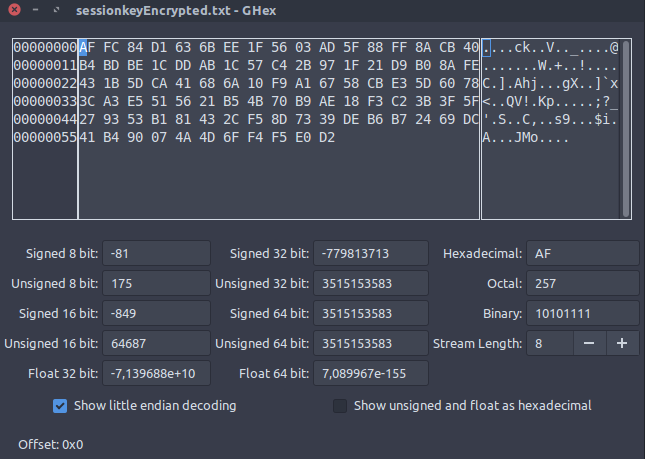 sessionkeyEncrypted.txt - GHex
00000000 AF FC 84 D1 63 6B EE 1F 56 03 AD 5F 88 FF 8A CB 40 ....ck..V.._....@
00000011 B4 BD BE 1C DD AB 1C 57 C4 2B 97 1F 21 D9 B0 8A FE .......W.+..!....
00000022 43 1B 5D CA 41 68 6A 10 F9 A1 67 58 CB E3 5D 60 78 C.].Ahj...gX..]`x
00000033 3C A3 E5 51 56 21 B5 4B 70 B9 AE 18 F3 C2 3B 3F 5F <..QV!.Kp.....;?_
00000044 27 93 53 B1 81 43 2C F5 8D 73 39 DE B6 B7 24 69 DC '.S..C,..s9...$i.
00000055 41 B4 90 07 4A 4D 6F F4 F5 E0 D2 A...JMo....
Signed 8 bit: -81 Signed 32 bit: -779813713 Hexadecimal: AF
Unsigned 8 bit: 175 Unsigned 32 bit: 3515153583 Octal: 257
Signed 16 bit: -849 Signed 64 bit: 3515153583 Binary: 10101111
Unsigned 16 bit: 64687 Unsigned 64 bit: 3515153583 Stream Length: 8
Float 32 bit: -7,139688e+10 Float 64 bit: 7,089967e-155
Show little endian decoding Show unsigned and float as hexadecimal
Offset: 0x0